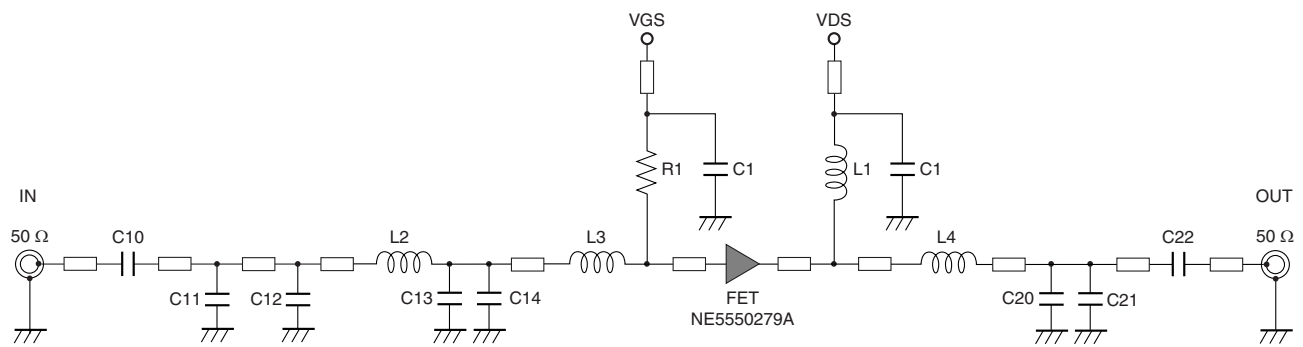 VGS
VDS
R1
C1
L1
C1
IN
OUT
50 Ω
C10
L2
L3
L4
C22
50 Ω
C11
C12
C13
C14
FET
NE5550279A
C20
C21